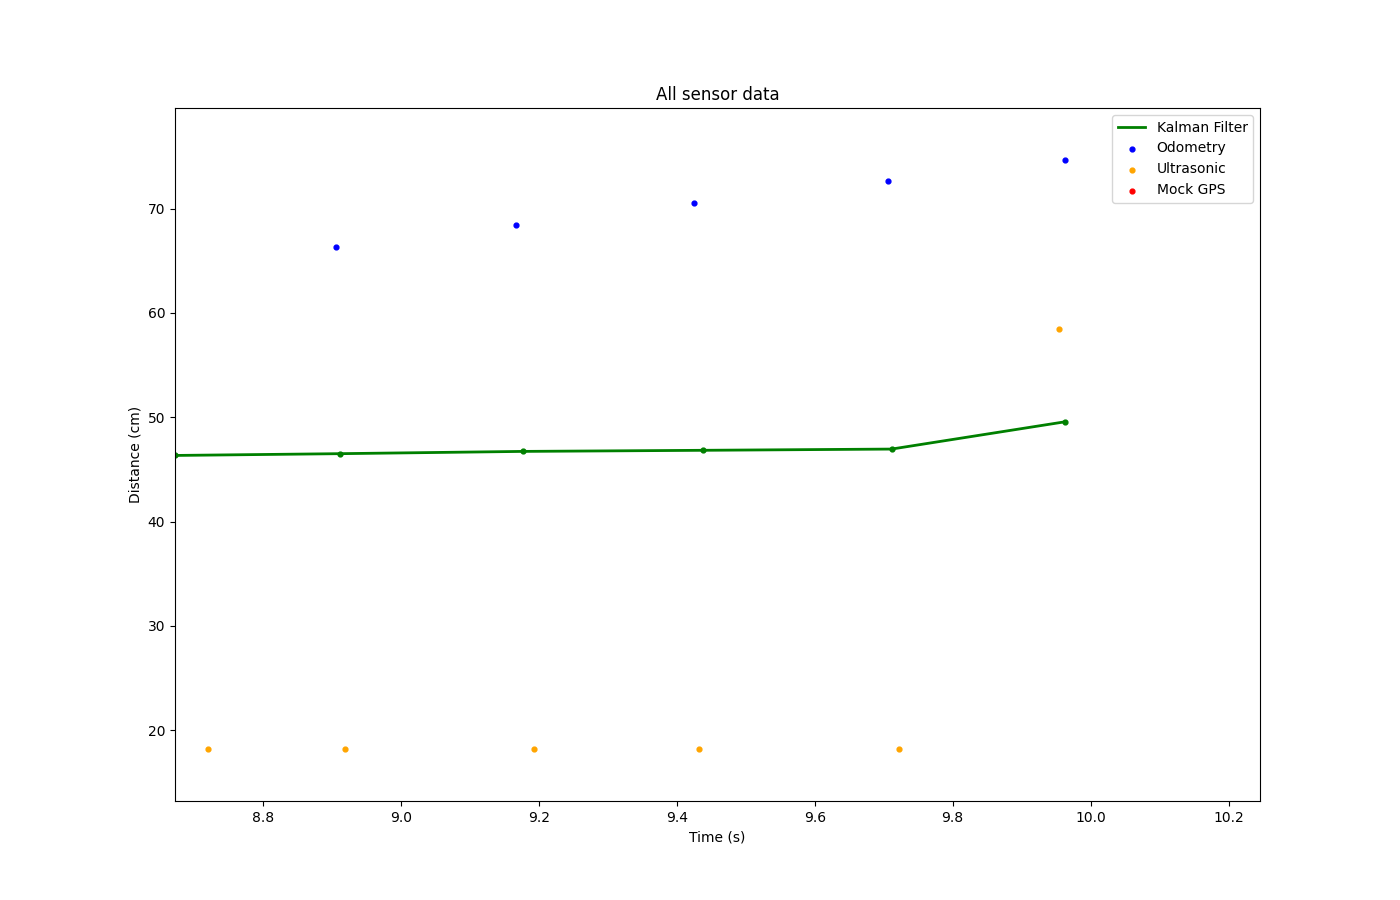 All sensor data
Kalman Filter
Odometry
Ultrasonic
Mock GPS
Distance (cm)
70
60
50
40
30
20
8.8 9.0 9.2 9.4 9.6 9.8 10.0 10.2
Time (s)